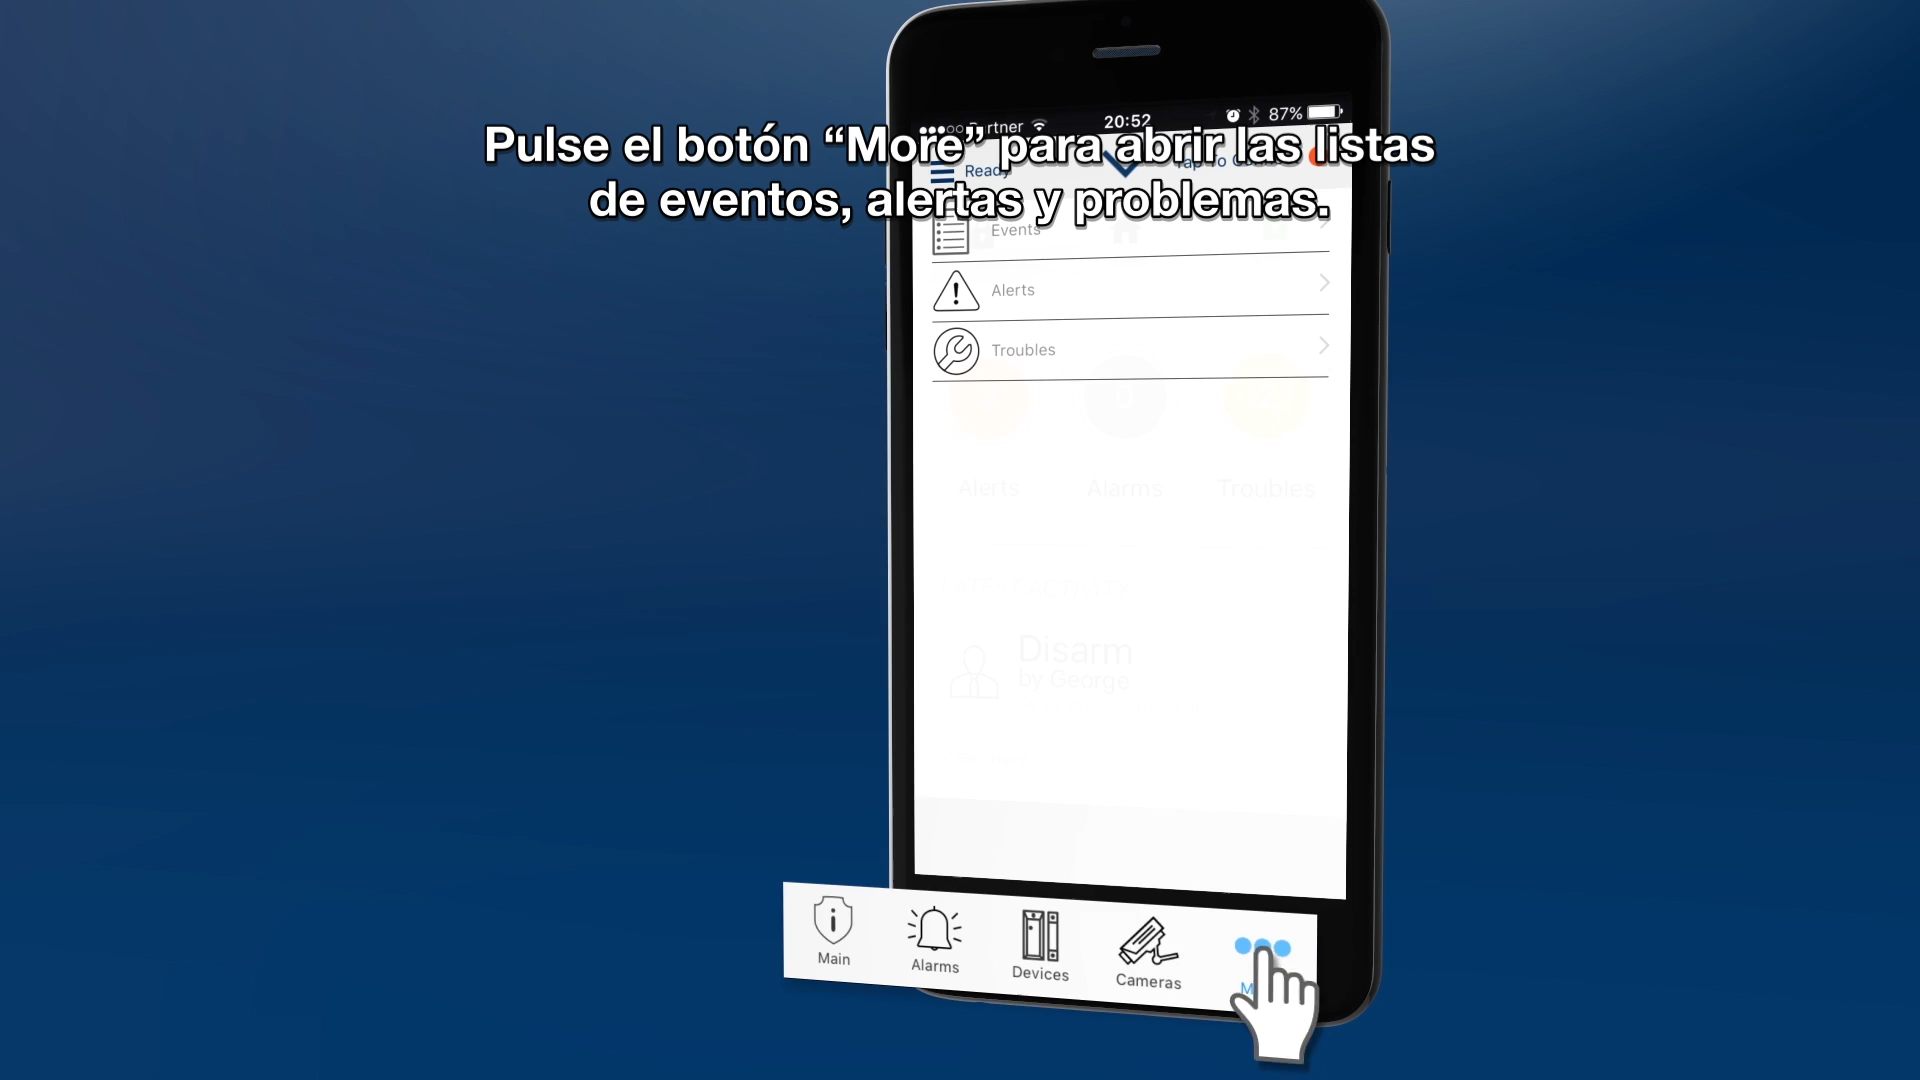 20:52
87%
Pulse el botón “More” para abrir las listas
Ready
de eventos, alertas y problemas.
Events
Alerts
Troubles
Alerts
Alarms
Troubles
Disarm
by George
Main
Alarms
Devices
Cameras